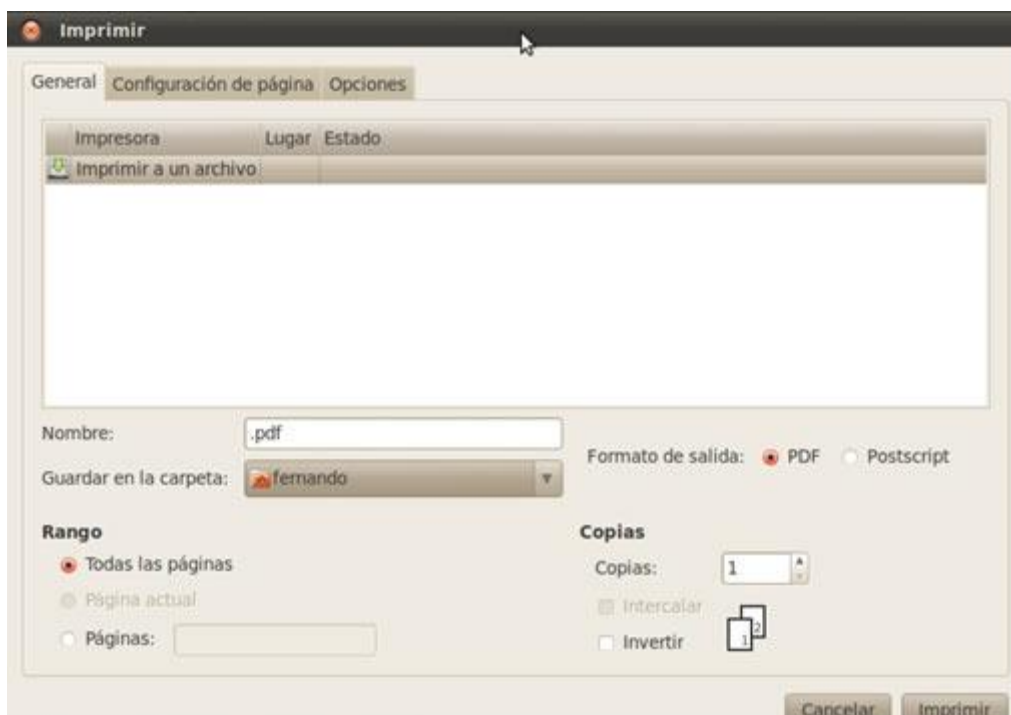 Imprimir
General Configuración de página Opciones
Impresora Lugar Estado
Imprimir a un archivo
Nombre: .pdf
Formato de salida: PDF Postscript
Guardar en la carpeta: fernando
Rango
Copias
Todas las páginas
Copias: 1
Página actual
Intercalar
Páginas:
Invertir
1 2
Cancelar Imprimir